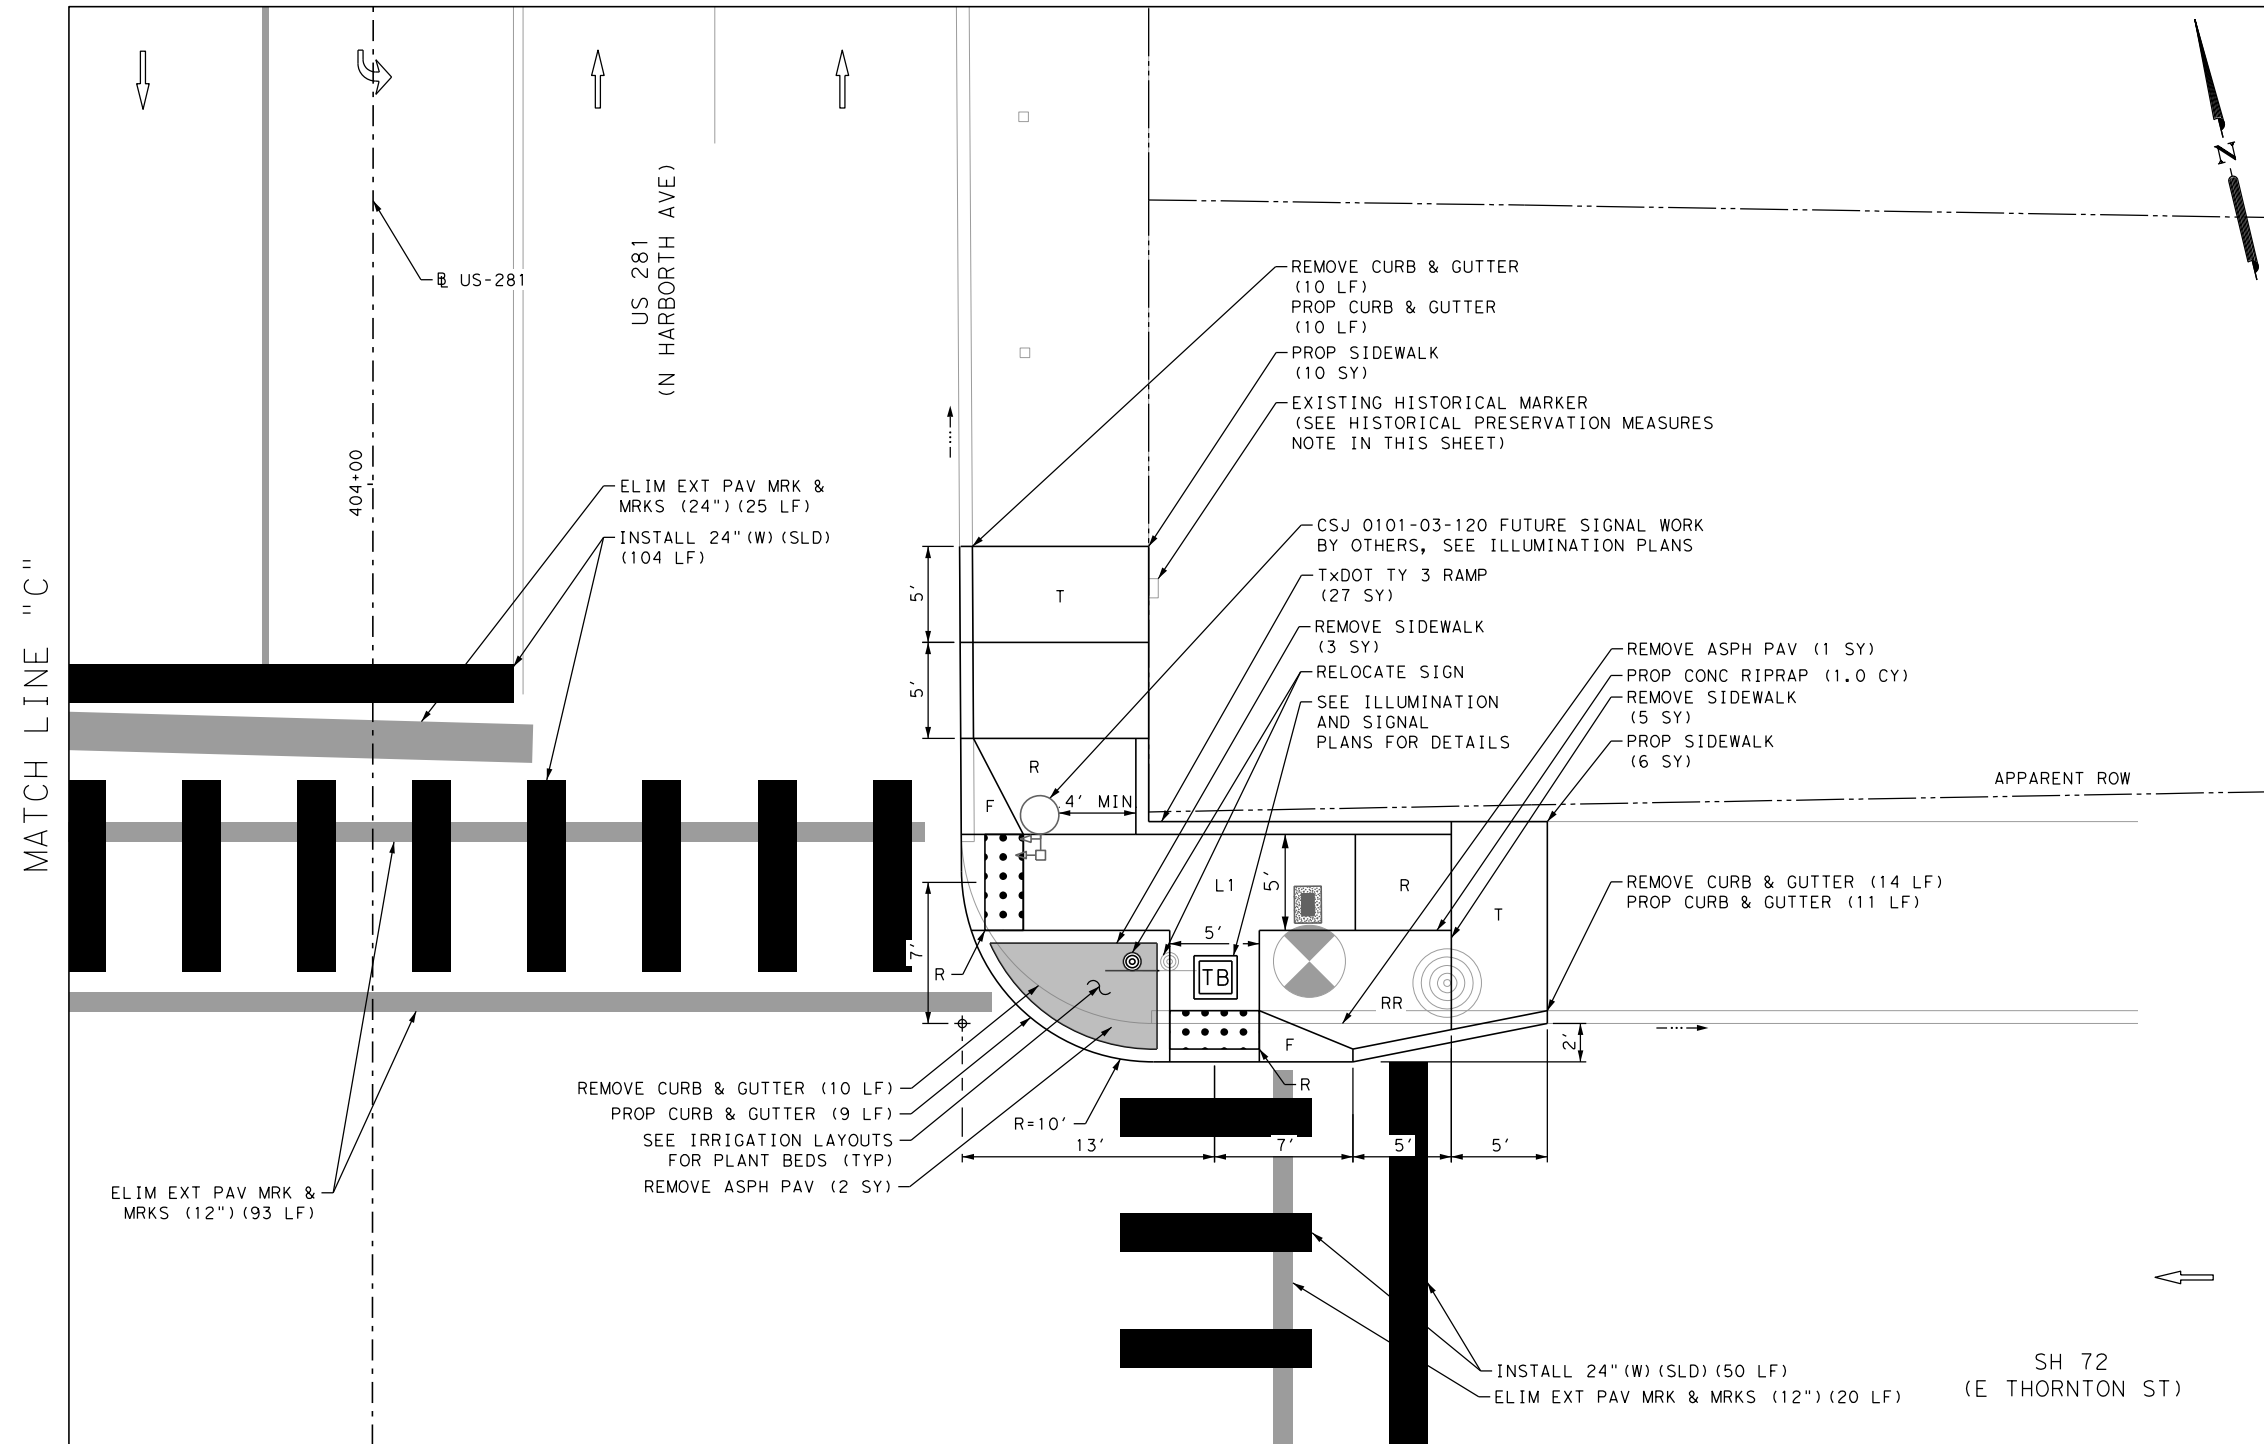 MATCH LINE "C"
N
℄ US-281
US 281
(N HARBORTH AVE)
404+00
REMOVE CURB & GUTTER
(10 LF)
PROP CURB & GUTTER
(10 LF)
PROP SIDEWALK
(10 SY)
EXISTING HISTORICAL MARKER
(SEE HISTORICAL PRESERVATION MEASURES
NOTE IN THIS SHEET)
ELIM EXT PAV MRK &
MRKS (24")(25 LF)
INSTALL 24"(W)(SLD)
(104 LF)
CSJ 0101-03-120 FUTURE SIGNAL WORK
BY OTHERS, SEE ILLUMINATION PLANS
TxDOT TY 3 RAMP
(27 SY)
REMOVE SIDEWALK
(3 SY)
RELOCATE SIGN
SEE ILLUMINATION
AND SIGNAL
PLANS FOR DETAILS
REMOVE ASPH PAV (1 SY)
PROP CONC RIPRAP (1.0 CY)
REMOVE SIDEWALK
(5 SY)
PROP SIDEWALK
(6 SY)
APPARENT ROW
5'
T
5'
R
F
4' MIN
L1
5'
R
T
REMOVE CURB & GUTTER (14 LF)
PROP CURB & GUTTER (11 LF)
7'
R
5'
TB
RR
F
2'
R
REMOVE CURB & GUTTER (10 LF)
PROP CURB & GUTTER (9 LF)
SEE IRRIGATION LAYOUTS
FOR PLANT BEDS (TYP)
REMOVE ASPH PAV (2 SY)
R=10'
13'
7'
5'
5'
ELIM EXT PAV MRK &
MRKS (12")(93 LF)
INSTALL 24"(W)(SLD)(50 LF)
ELIM EXT PAV MRK & MRKS (12")(20 LF)
SH 72
(E THORNTON ST)